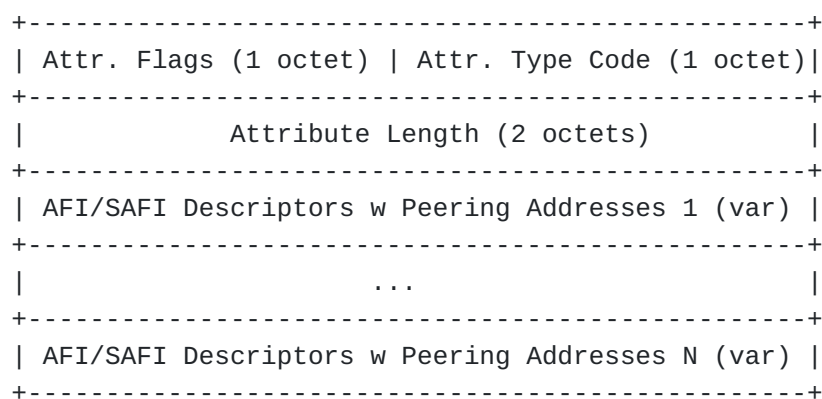 +--------------------------------------------------+
| Attr. Flags (1 octet) | Attr. Type Code (1 octet)|
+--------------------------------------------------+
|             Attribute Length (2 octets)          |
+--------------------------------------------------+
| AFI/SAFI Descriptors w Peering Addresses 1 (var) |
+--------------------------------------------------+
|                      ...                         |
+--------------------------------------------------+
| AFI/SAFI Descriptors w Peering Addresses N (var) |
+--------------------------------------------------+